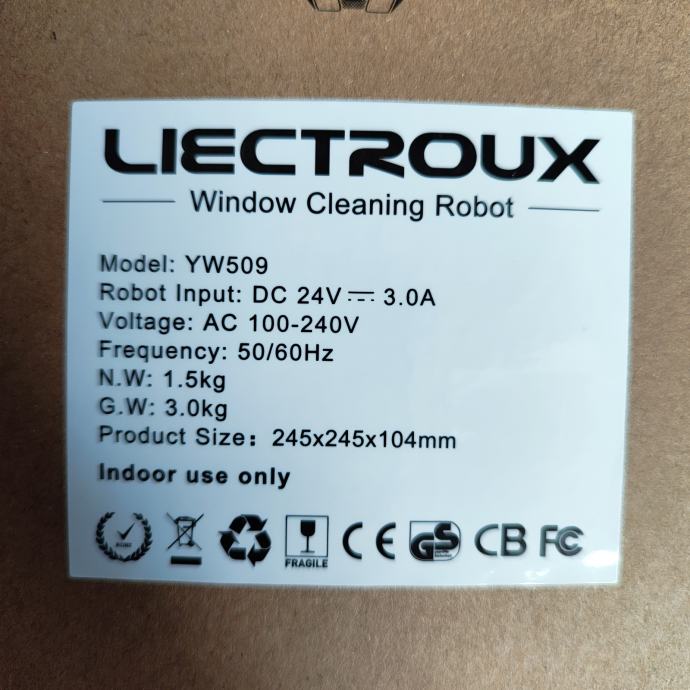 LIECTROUX
Window Cleaning Robot
Model: YW509
Robot Input: DC 24V⎓3.0A
Voltage: AC 100-240V
Frequency: 50/60Hz
N.W: 1.5kg
G.W: 3.0kg
Product Size：245x245x104mm
Indoor use only
FRAGILE
CE
GS
CB
FC